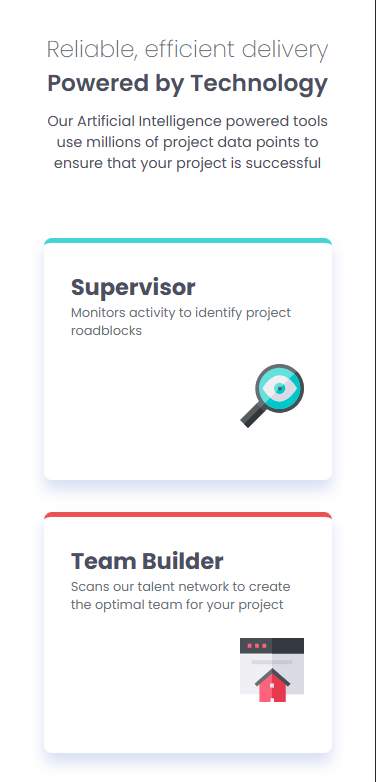 Reliable, efficient delivery
Powered by Technology
Our Artificial Intelligence powered tools
use millions of project data points to
ensure that your project is successful
Supervisor
Monitors activity to identify project
roadblocks
Team Builder
Scans our talent network to create
the optimal team for your project